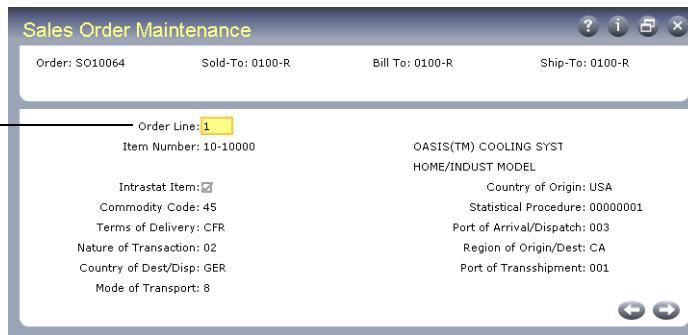 Sales Order Maintenance
Order: SO10064 Sold-To: 0100-R Bill To: 0100-R Ship-To: 0100-R
Order Line: 1
Item Number: 10-10000 OASIS(TM) COOLING SYST
HOME/INDUST MODEL
Intrastat Item: Country of Origin: USA
Commodity Code: 45 Statistical Procedure: 00000001
Terms of Delivery: CFR Port of Arrival/Dispatch: 003
Nature of Transaction: 02 Region of Origin/Dest: CA
Country of Dest/Disp: GER Port of Transshipment: 001
Mode of Transport: 8